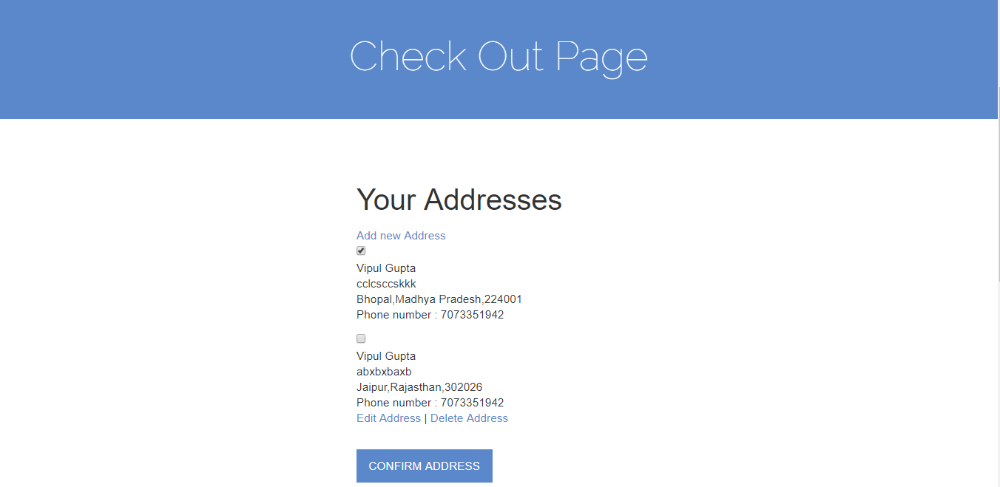 Check Out Page
Your Addresses
Add new Address
Vipul Gupta
cclcsccskkk
Bhopal,Madhya Pradesh,224001
Phone number : 7073351942
Vipul Gupta
abxbxbaxb
Jaipur,Rajasthan,302026
Phone number : 7073351942
Edit Address | Delete Address
CONFIRM ADDRESS